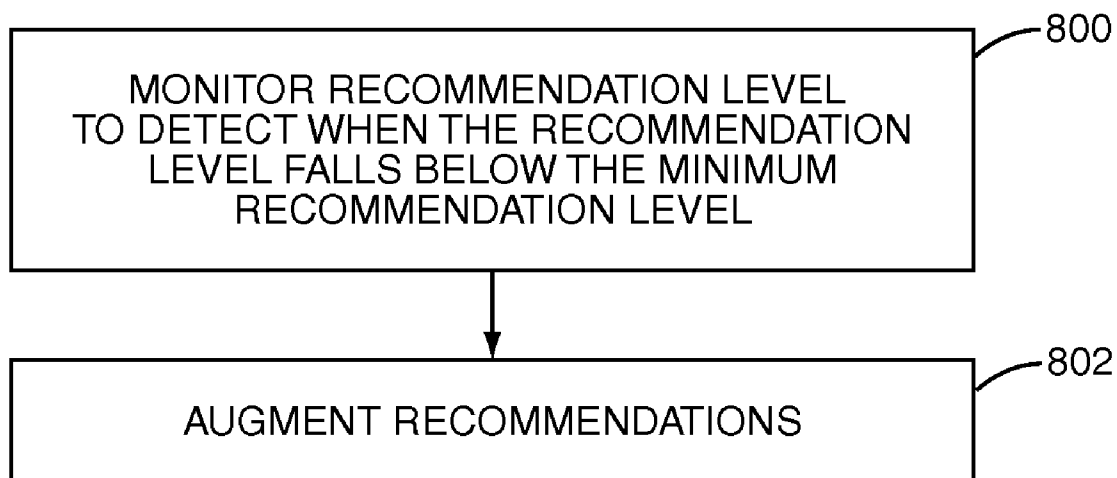 800
MONITOR RECOMMENDATION LEVEL
TO DETECT WHEN THE RECOMMENDATION
LEVEL FALLS BELOW THE MINIMUM
RECOMMENDATION LEVEL
802
AUGMENT RECOMMENDATIONS